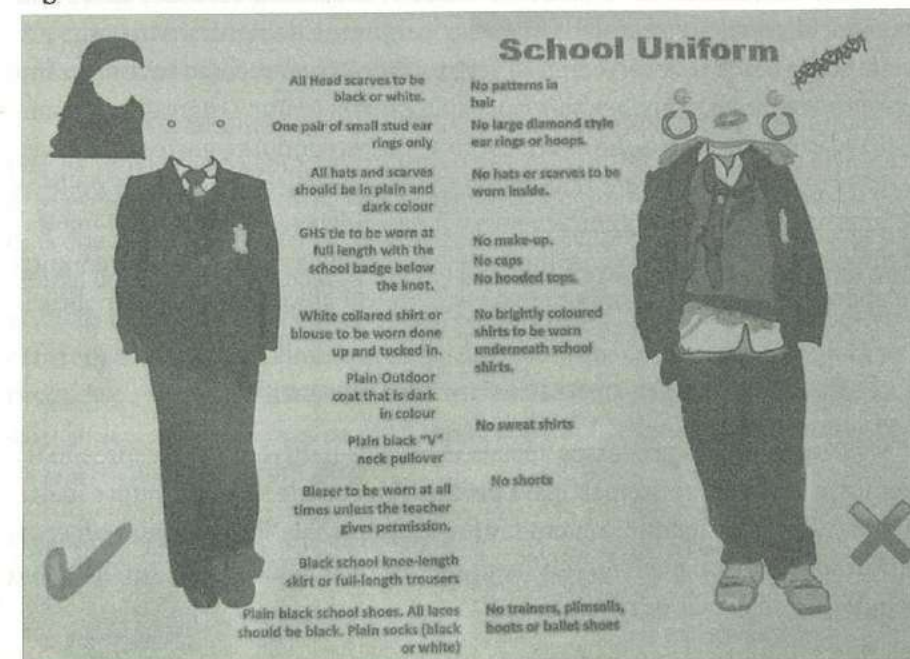 School Uniform
All Head scarves to be
black or white.
One pair of small stud ear
rings only
All hats and scarves
should be in plain and
dark colour
GHS tie to be worn at
full length with the
school badge below
the knot.
White collared shirt or
blouse to be worn done
up and tucked in.
Plain Outdoor
coat that is dark
in colour
Plain black "V"
neck pullover
Blazer to be worn at all
times unless the teacher
gives permission.
Black school knee-length
skirt or full-length trousers
Plain black school shoes. All laces
should be black. Plain socks (black
or white)
No patterns in
hair
No large diamond style
ear rings or hoops.
No hats or scarves to be
worn inside.
No make-up.
No caps
No hooded tops.
No brightly coloured
shirts to be worn
underneath school
shirts.
No sweat shirts
No shorts
No trainers, plimsolls,
boots or ballet shoes